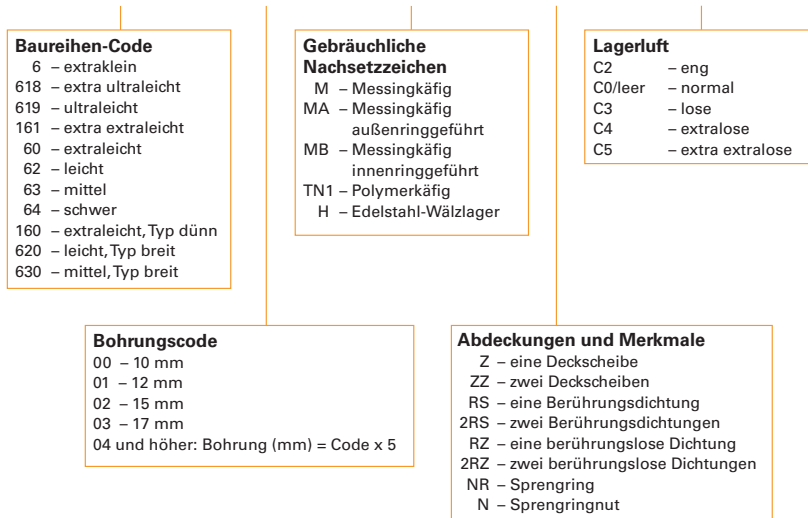 Baureihen-Code
6 – extraklein
618 – extra ultraleicht
619 – ultraleicht
161 – extra extraleicht
60 – extraleicht
62 – leicht
63 – mittel
64 – schwer
160 – extraleicht, Typ dünn
620 – leicht, Typ breit
630 – mittel, Typ breit
Gebräuchliche
Nachsetzzeichen
M – Messingkäfig
MA – Messingkäfig
außenringgeführt
MB – Messingkäfig
innenringgeführt
TN1 – Polymerkäfig
H – Edelstahl-Wälzlager
Lagerluft
C2 – eng
C0/leer – normal
C3 – lose
C4 – extralose
C5 – extra extralose
Bohrungscode
00 – 10 mm
01 – 12 mm
02 – 15 mm
03 – 17 mm
04 und höher: Bohrung (mm) = Code x 5
Abdeckungen und Merkmale
Z – eine Deckscheibe
ZZ – zwei Deckscheiben
RS – eine Berührungsdichtung
2RS – zwei Berührungsdichtungen
RZ – eine berührungslose Dichtung
2RZ – zwei berührungslose Dichtungen
NR – Sprengring
N – Sprengringnut